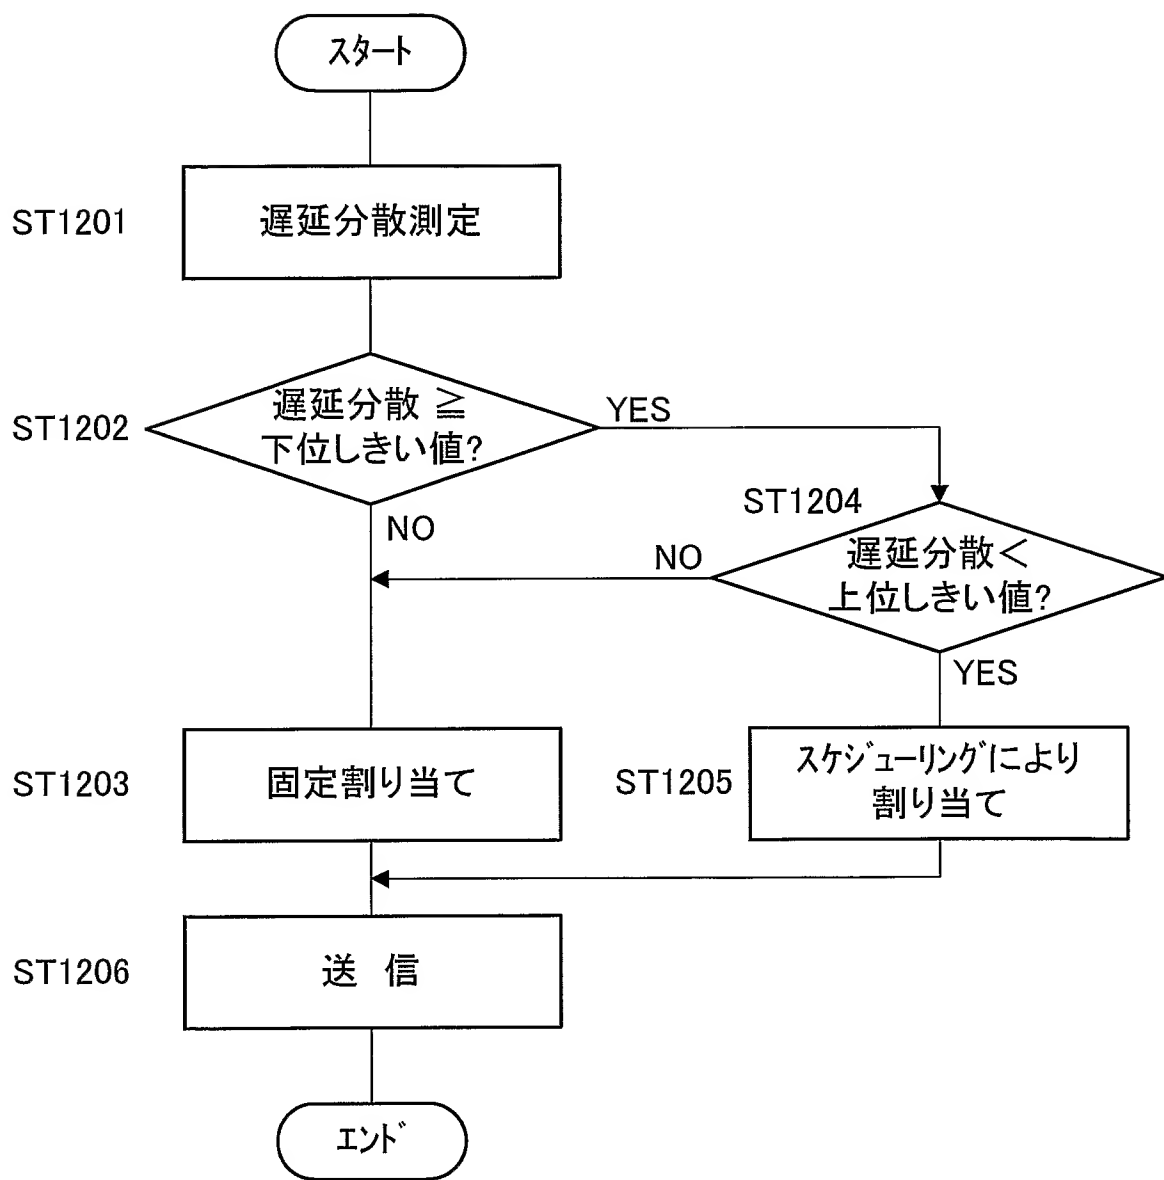 スタート
ST1201
遅延分散測定
ST1202
遅延分散 ≧
下位しきい値?
YES
NO
ST1204
遅延分散＜
上位しきい値?
NO
YES
ST1203
固定割り当て
ST1205
ｽｹｼﾞｭｰﾘﾝｸﾞにより
割り当て
ST1206
送 信
ｴﾝﾄﾞ